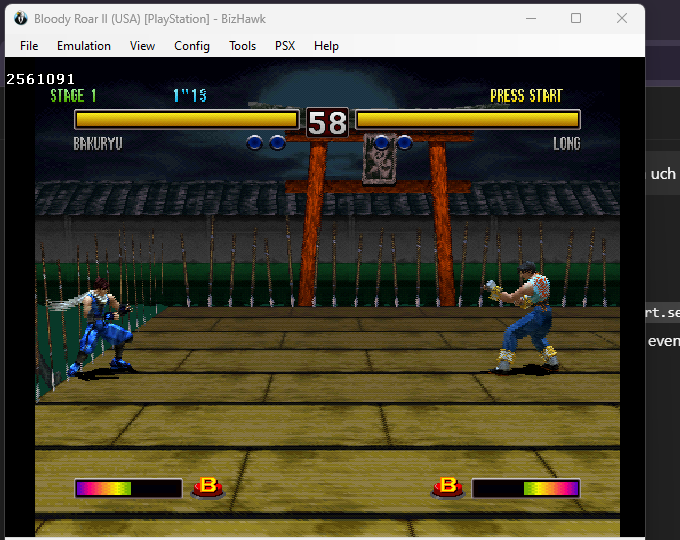 Bloody Roar II (USA) [PlayStation] - BizHawk
File Emulation View Config Tools PSX Help
2561091
STAGE 1 1"15 PRESS START
58
BAKURYU LONG
uch
rt.se
even
B B